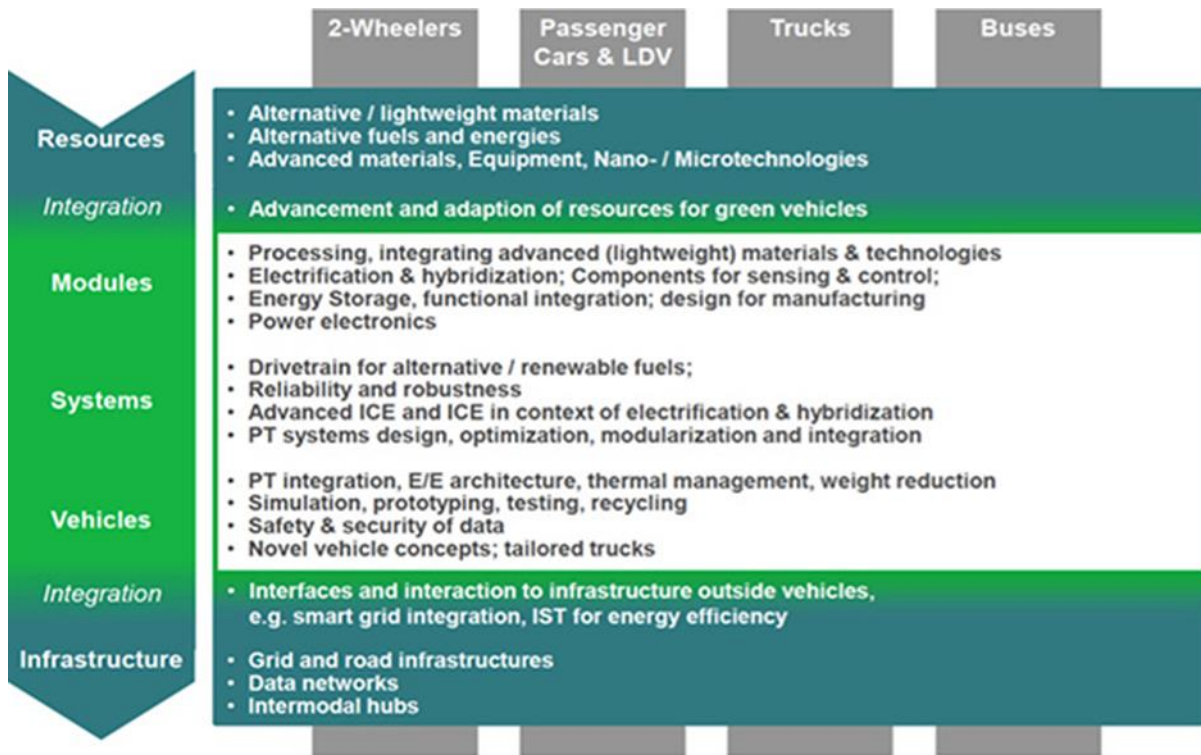 2-Wheelers
Passenger
Cars & LDV
Trucks
Buses
Resources
• Alternative / lightweight materials
• Alternative fuels and energies
• Advanced materials, Equipment, Nano- / Microtechnologies
Integration
• Advancement and adaption of resources for green vehicles
Modules
• Processing, integrating advanced (lightweight) materials & technologies
• Electrification & hybridization; Components for sensing & control;
• Energy Storage, functional integration; design for manufacturing
• Power electronics
Systems
• Drivetrain for alternative / renewable fuels;
• Reliability and robustness
• Advanced ICE and ICE in context of electrification & hybridization
• PT systems design, optimization, modularization and integration
Vehicles
• PT integration, E/E architecture, thermal management, weight reduction
• Simulation, prototyping, testing, recycling
• Safety & security of data
• Novel vehicle concepts; tailored trucks
Integration
• Interfaces and interaction to infrastructure outside vehicles,
e.g. smart grid integration, IST for energy efficiency
Infrastructure
• Grid and road infrastructures
• Data networks
• Intermodal hubs